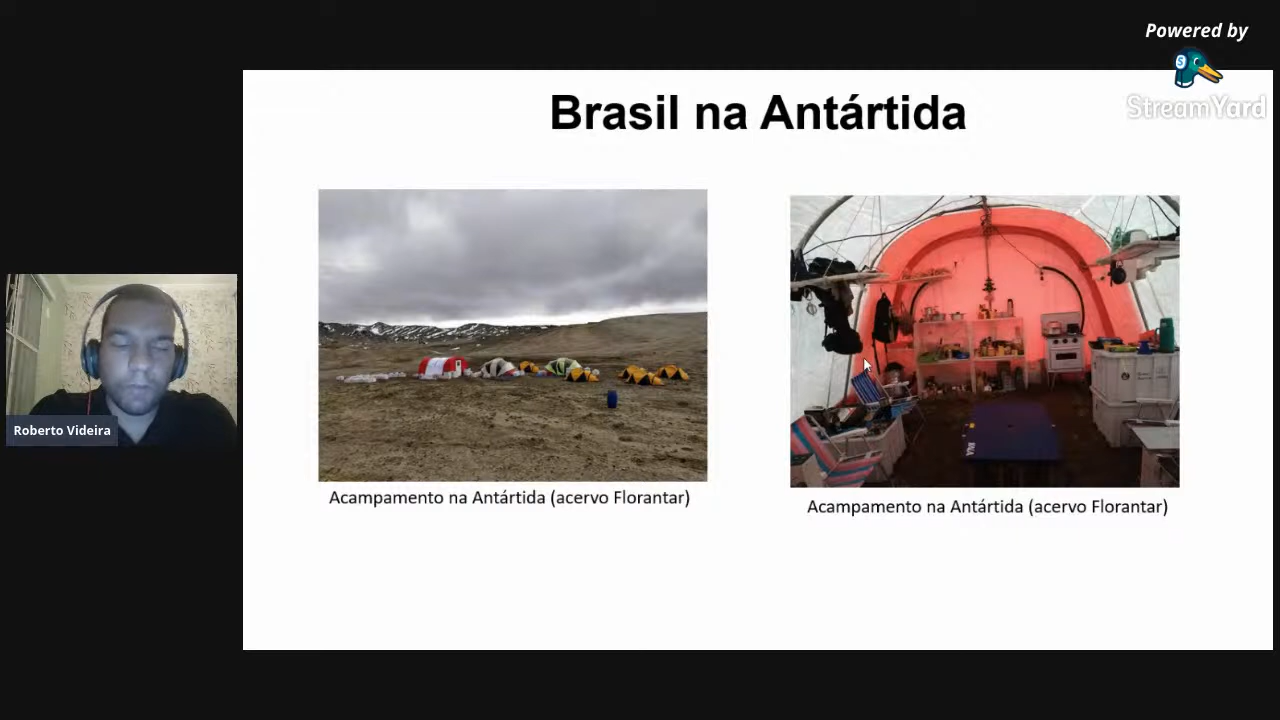 Powered by
StreamYard
Brasil na Antártida
Acampamento na Antártida (acervo Florantar)
Acampamento na Antártida (acervo Florantar)
Roberto Videira